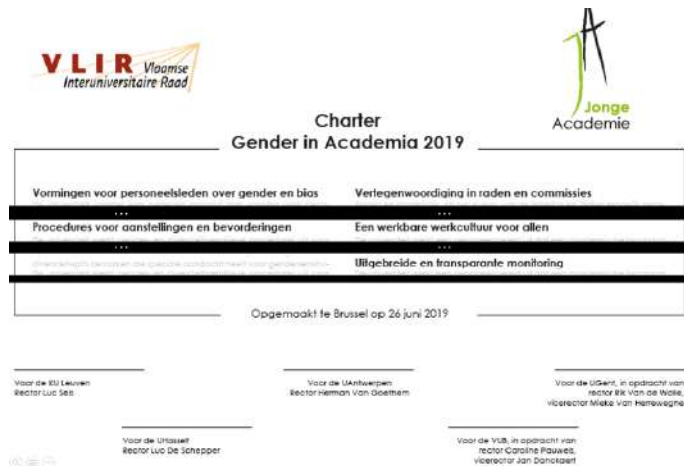 VLIR Vlaamse
Interuniversitaire Raad
Jonge
Academie
Charter
Gender in Academia 2019
Vormingen voor personeelsleden over gender en bias
...
Procedures voor aanstellingen en bevorderingen
...
Vertegenwoordiging in raden en commissies
...
Een werkbare werkcultuur voor allen
...
Uitgebreide en transparante monitoring
Opgemaakt te Brussel op 26 juni 2019
Voor de KU Leuven
Rector Luc Sels
Voor de UAntwerpen
Rector Herman Van Goethem
Voor de UGent, in opdracht van
rector Rik Van de Walle,
vicerector Mieke Van Herreweghe
Voor de UHasselt
Rector Luc De Schepper
Voor de VUB, in opdracht van
rector Caroline Pauwels,
vicerector Jan Danckaert